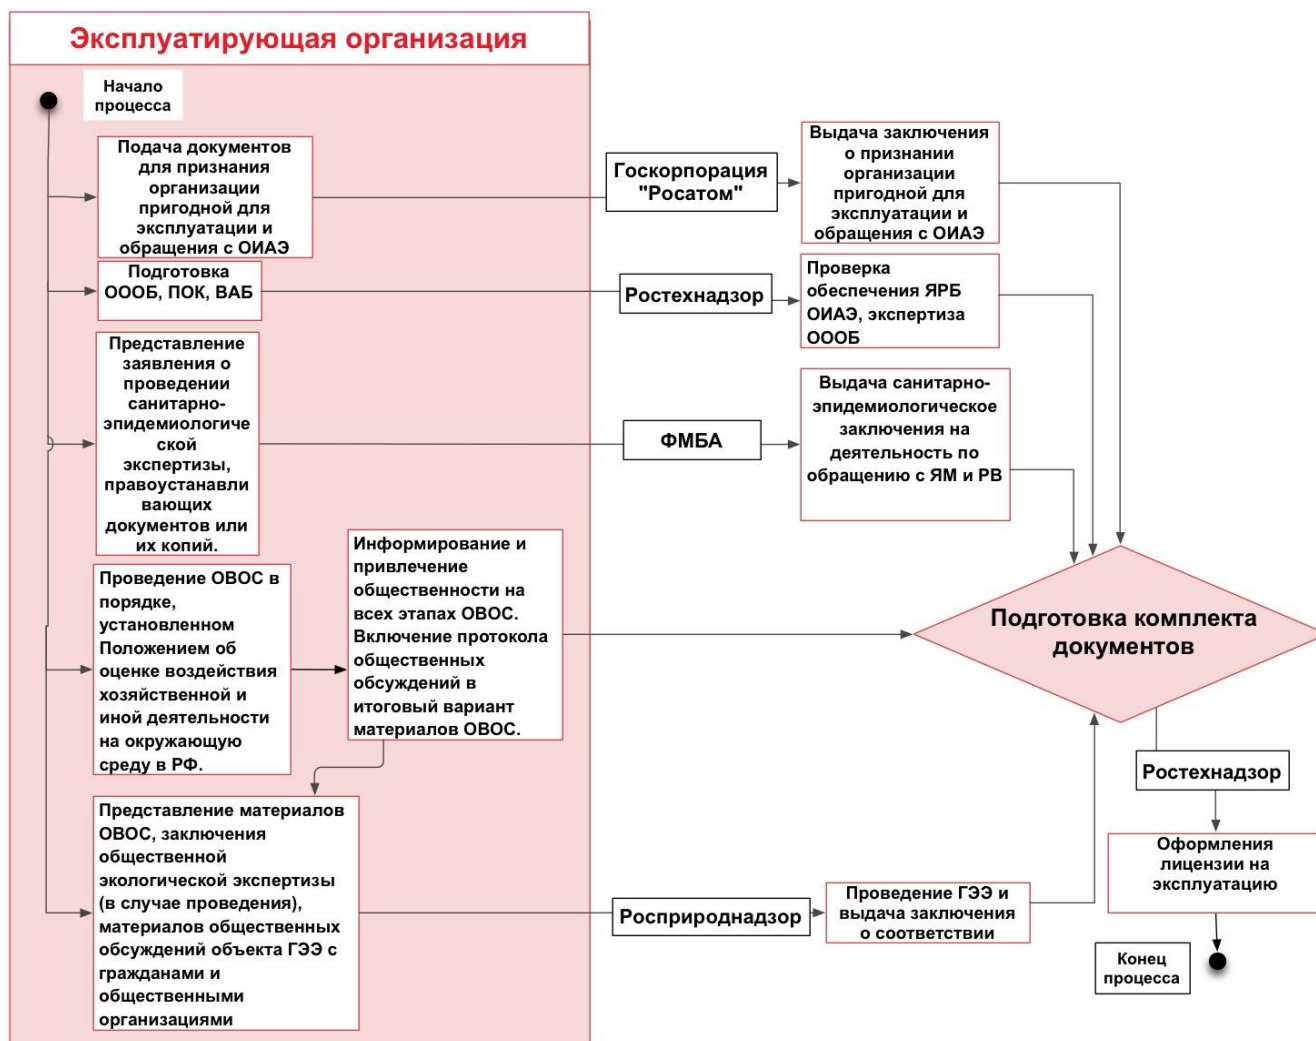 Эксплуатирующая организация
Начало
процесса
Подача документов
для признания
организации
пригодной для
эксплуатации и
обращения с ОИАЭ
Госкорпорация
"Росатом"
Выдача заключения
о признании
организации
пригодной для
эксплуатации и
обращения с ОИАЭ
Подготовка
ОООБ, ПОК, ВАБ
Ростехнадзор
Проверка
обеспечения ЯРБ
ОИАЭ, экспертиза
ОООБ
Представление
заявления о
проведении
санитарно-
эпидемиологиче
ской
экспертизы,
правоустанавли
вающих
документов или
их копий.
ФМБА
Выдача санитарно-
эпидемиологическое
заключения на
деятельность по
обращению с ЯМ и РВ
Проведение ОВОС в
порядке,
установленном
Положением об
оценке воздействия
хозяйственной и
иной деятельности
на окружающую
среду в РФ.
Информирование и
привлечение
общественности на
всех этапах ОВОС.
Включение протокола
общественных
обсуждений в
итоговый вариант
материалов ОВОС.
Подготовка комплекта
документов
Представление материалов
ОВОС, заключения
общественной
экологической экспертизы
(в случае проведения),
материалов общественных
обсуждений объекта ГЭЭ с
гражданами и
общественными
организациями
Росприроднадзор
Проведение ГЭЭ и
выдача заключения
о соответствии
Ростехнадзор
Оформления
лицензии на
эксплуатацию
Конец
процесса